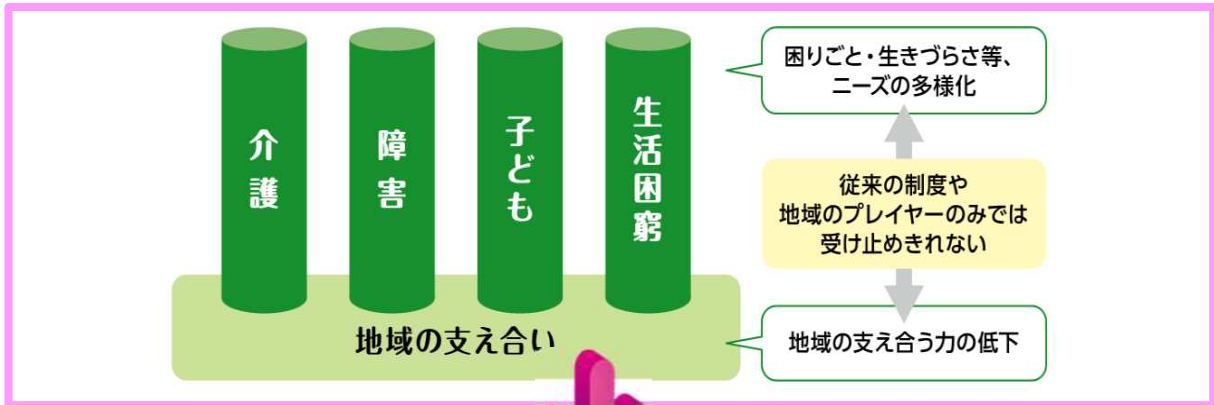 介護
障害
子ども
生活困窮
地域の支え合い
困りごと・生きづらさ等、
ニーズの多様化
従来の制度や
地域のプレイヤーのみでは
受け止めきれない
地域の支え合う力の低下